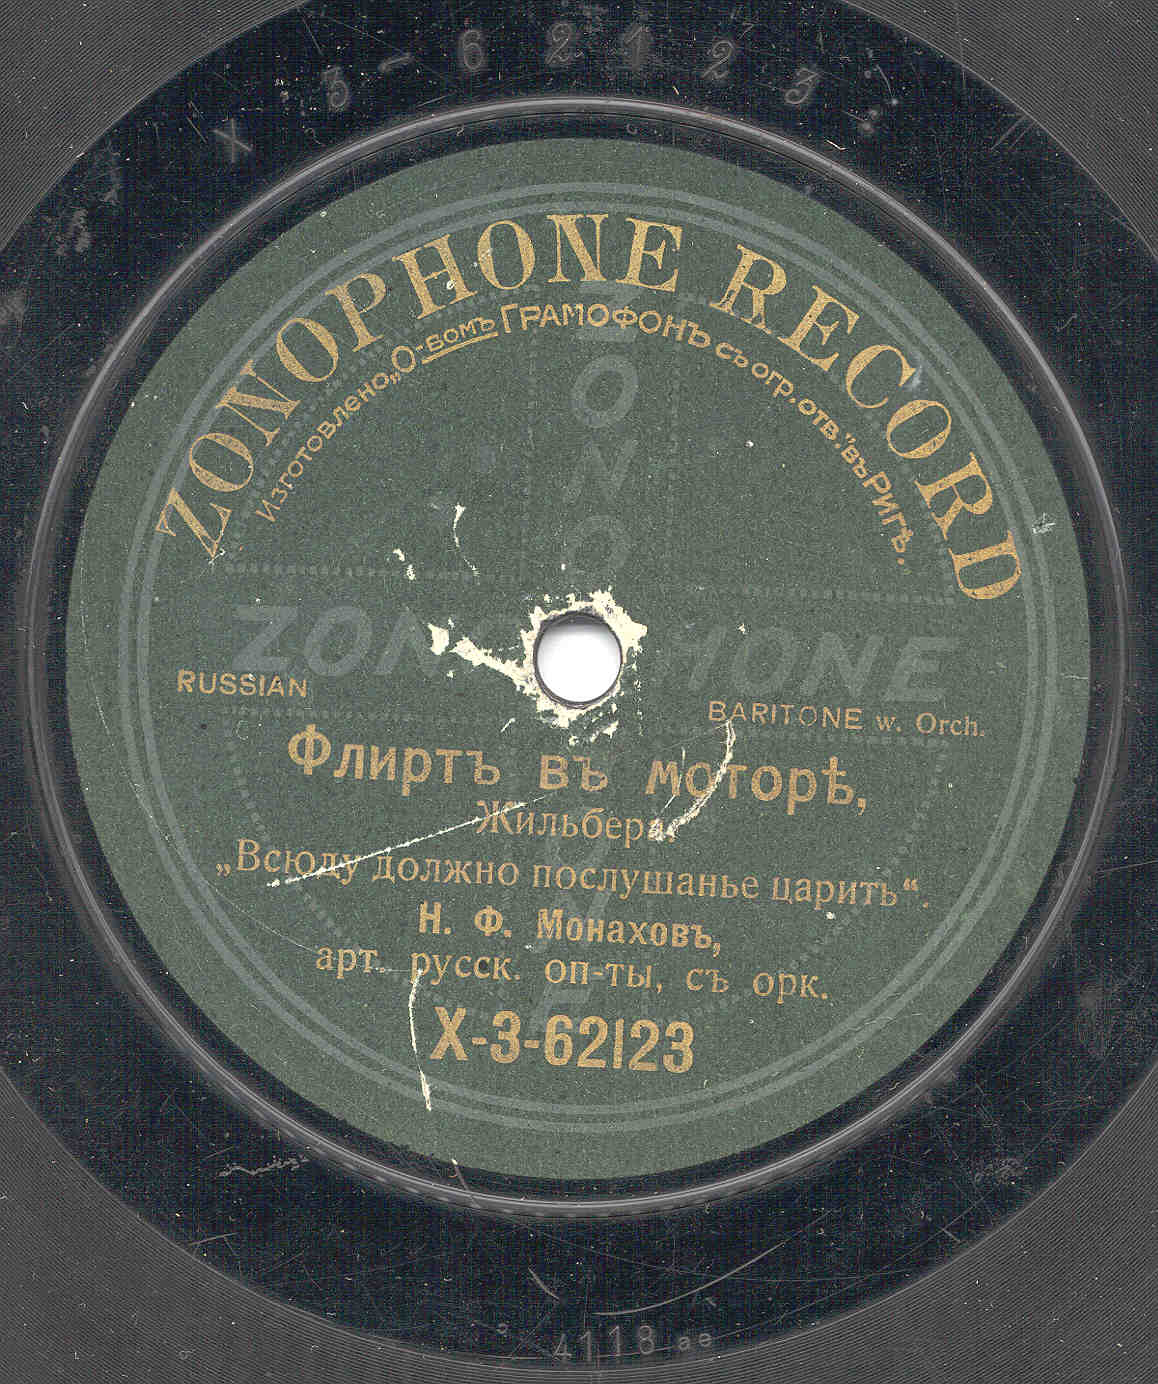 X 3-62123
ZONOPHONE RECORD
Изготовлено „О-вомъ ГРАМОФОНЪ съ огр. отв.“ въ Ригѣ.
ZONOPHONE
ZONOPHONE
RUSSIAN
BARITONE w. Orch.
Флиртъ въ моторѣ,
Жильбера.
„Всюду должно послушанье царить“.
Н. Ф. Монаховъ,
арт. русск. оп-ты, съ орк.
X-3-62123
4118 ae